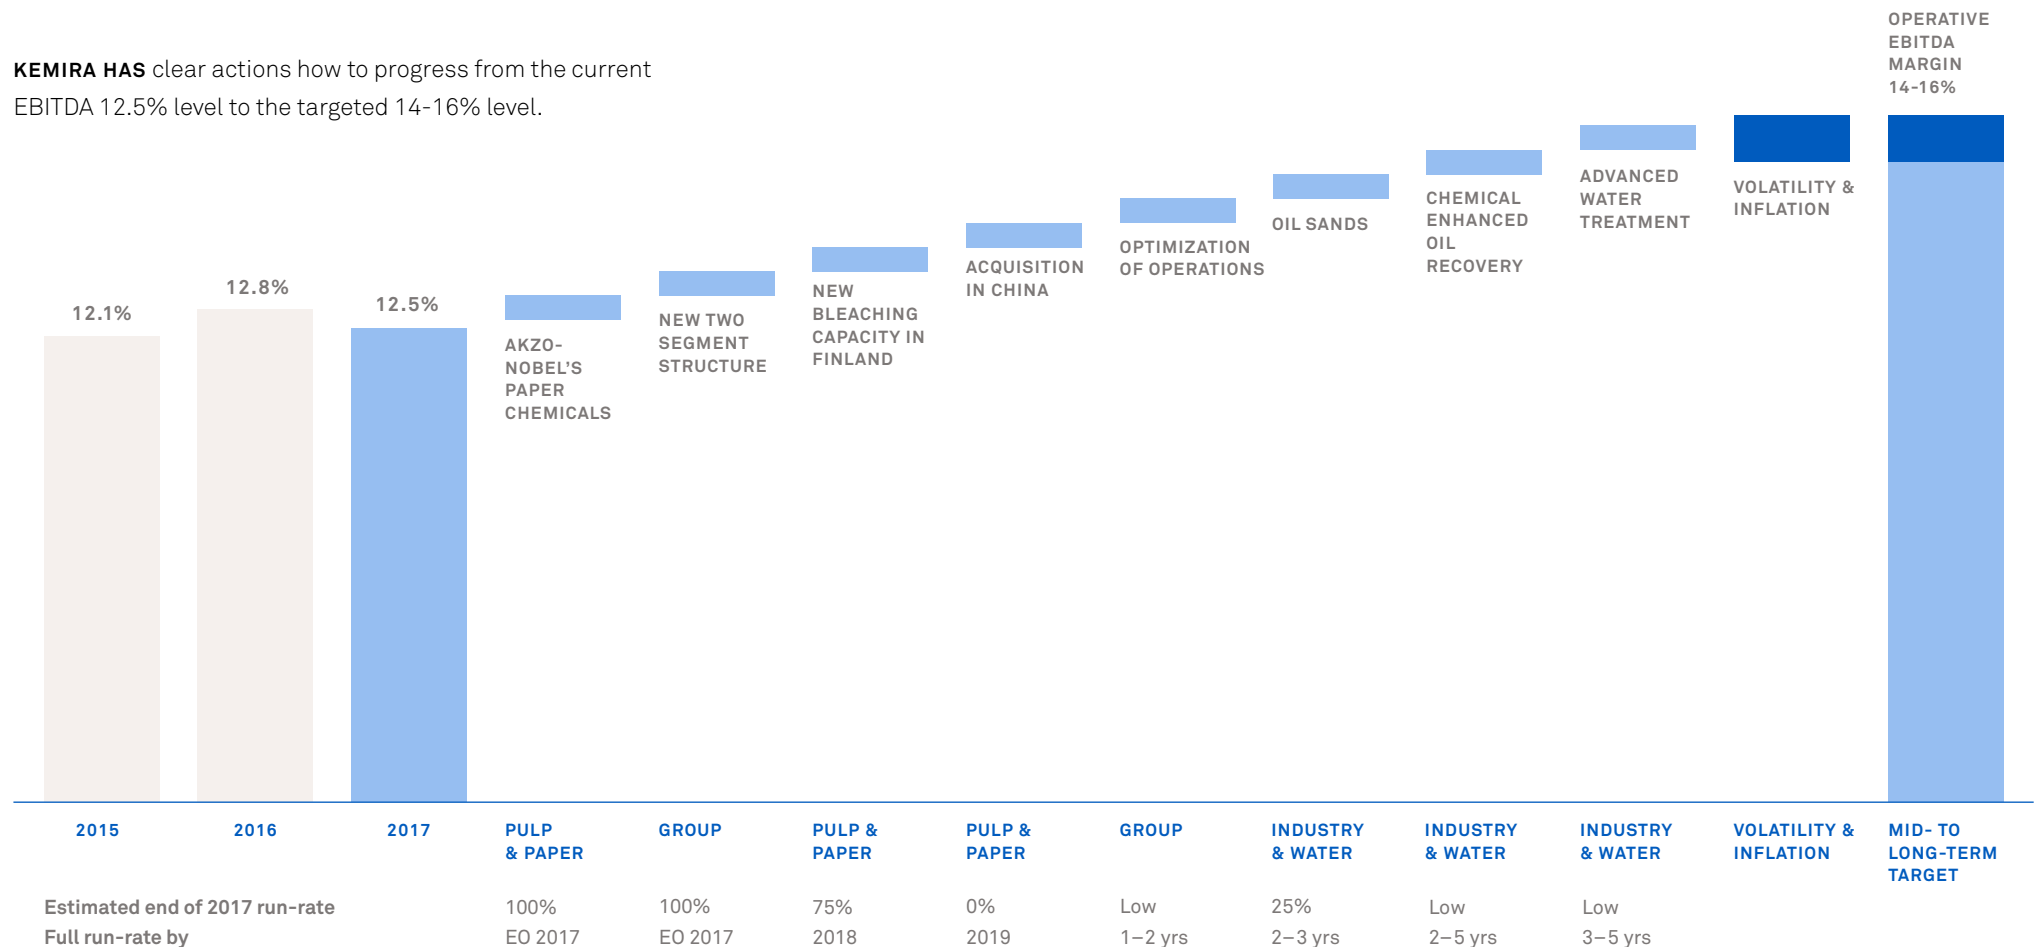 KEMIRA HAS clear actions how to progress from the current
EBITDA 12.5% level to the targeted 14-16% level.
OPERATIVE
EBITDA
MARGIN
14-16%
12.1%
12.8%
12.5%
AKZO-
NOBEL'S
PAPER
CHEMICALS
NEW TWO
SEGMENT
STRUCTURE
NEW
BLEACHING
CAPACITY IN
FINLAND
ACQUISITION
IN CHINA
OPTIMIZATION
OF OPERATIONS
OIL SANDS
CHEMICAL
ENHANCED
OIL
RECOVERY
ADVANCED
WATER
TREATMENT
VOLATILITY &
INFLATION
2015
2016
2017
PULP
& PAPER
GROUP
PULP &
PAPER
PULP &
PAPER
GROUP
INDUSTRY
& WATER
INDUSTRY
& WATER
INDUSTRY
& WATER
VOLATILITY &
INFLATION
MID- TO
LONG-TERM
TARGET
Estimated end of 2017 run-rate 100% 100% 75% 0% Low 25% Low Low
Full run-rate by EO 2017 EO 2017 2018 2019 1–2 yrs 2–3 yrs 2–5 yrs 3–5 yrs